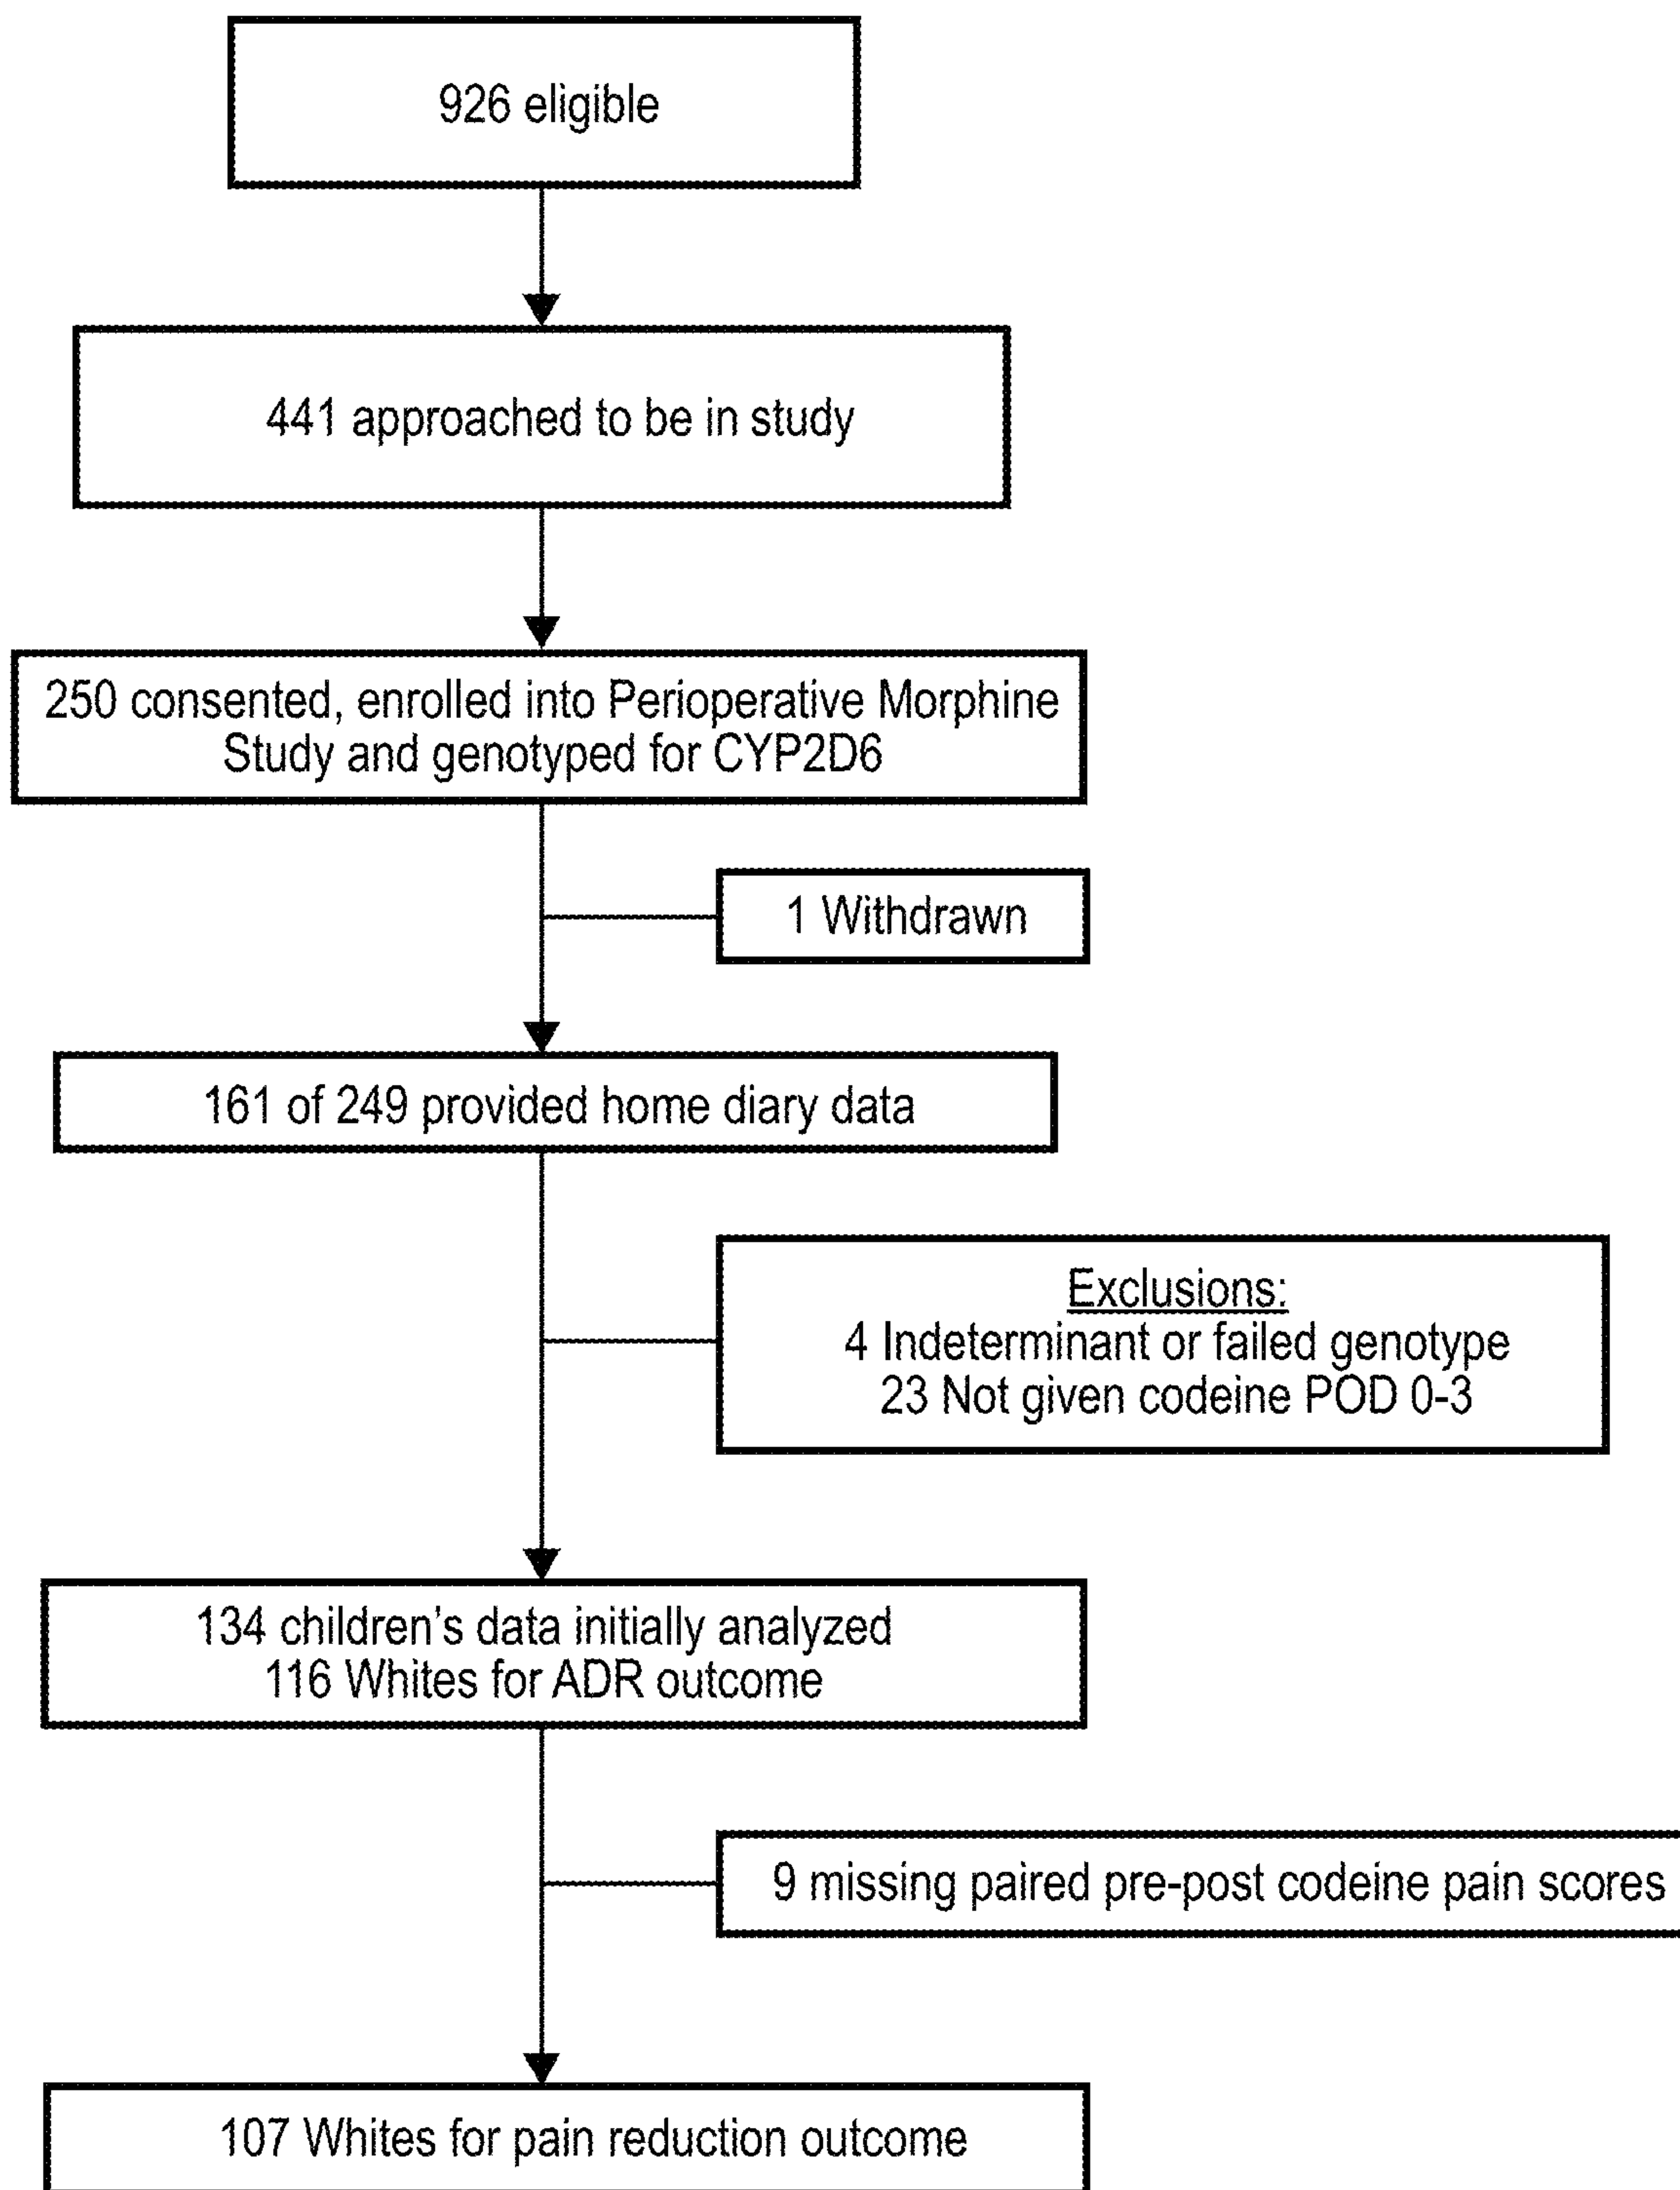 926 eligible
441 approached to be in study
250 consented, enrolled into Perioperative Morphine
Study and genotyped for CYP2D6
1 Withdrawn
161 of 249 provided home diary data
Exclusions:
4 Indeterminant or failed genotype
23 Not given codeine POD 0-3
134 children's data initially analyzed
116 Whites for ADR outcome
9 missing paired pre-post codeine pain scores
107 Whites for pain reduction outcome